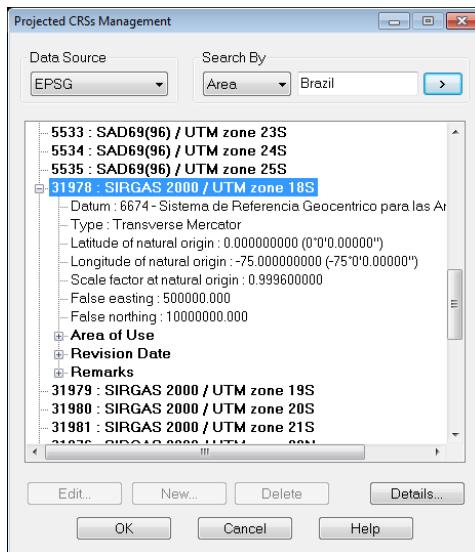 Projected CRSs Management
Data Source
Search By
EPSG
Area
Brazil
>
5533 : SAD69(96) / UTM zone 23S
5534 : SAD69(96) / UTM zone 24S
5535 : SAD69(96) / UTM zone 25S
31978 : SIRGAS 2000 / UTM zone 18S
Datum : 6674 - Sistema de Referencia Geocentrico para las Ar
Type : Transverse Mercator
Latitude of natural origin : 0.000000000 (0°0'0.00000")
Longitude of natural origin : -75.00000000 (-75°0'0.00000")
Scale factor at natural origin : 0.999600000
False easting : 500000.000
False northing : 10000000.000
Area of Use
Revision Date
Remarks
31979 : SIRGAS 2000 / UTM zone 19S
31980 : SIRGAS 2000 / UTM zone 20S
31981 : SIRGAS 2000 / UTM zone 21S
Edit...
New...
Delete
Details...
OK
Cancel
Help